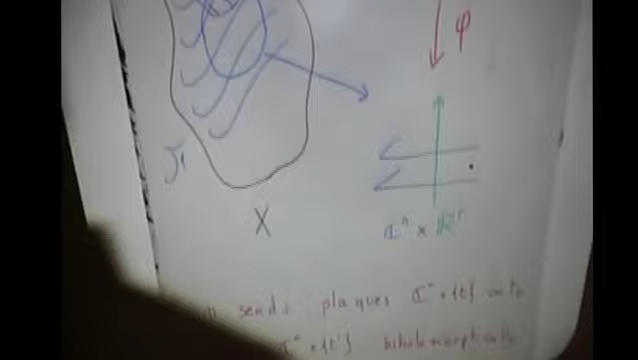 φ
X
ℂⁿ × ℝʳ
sends plaques ℂⁿ × {t} onto
ℂⁿ × {t'} biholomorphically